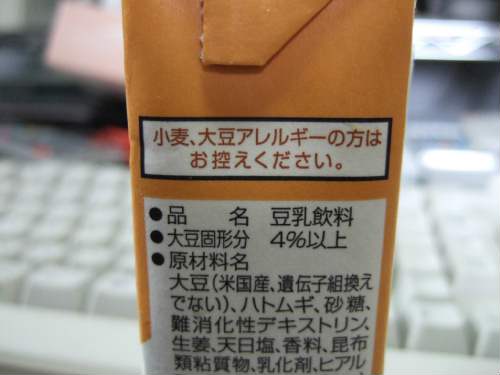 小麦、大豆アレルギーの方は
お控えください。
●品 名 豆乳飲料
●大豆固形分 4%以上
●原材料名
大豆(米国産、遺伝子組換え
でない)、ハトムギ、砂糖、
難消化性デキストリン、
生姜、天日塩、香料、昆布
類粘質物、乳化剤、ヒアル